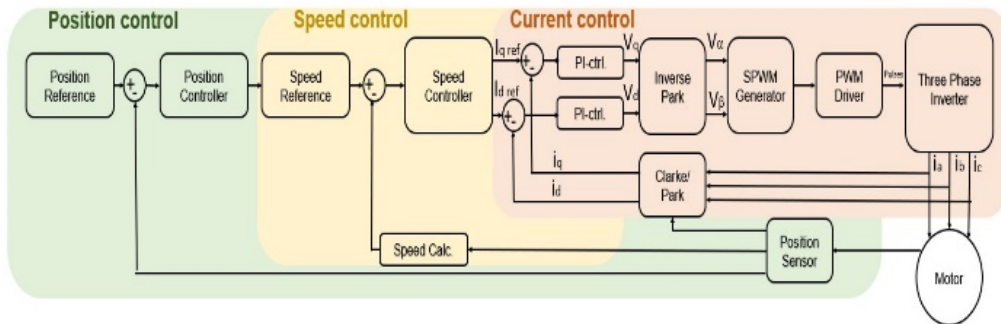 Position control
Speed control
Current control
Position
Reference
+
-
Position
Controller
Speed
Reference
+
-
Speed
Controller
Iq ref
Id ref
+
-
+
-
PI-ctrl.
PI-ctrl.
Vq
Vd
Inverse
Park
Vα
Vβ
SPWM
Generator
PWM
Driver
Pulses
Three Phase
Inverter
ia
ib
ic
iq
id
Clarke/
Park
Speed Calc.
Position
Sensor
Motor